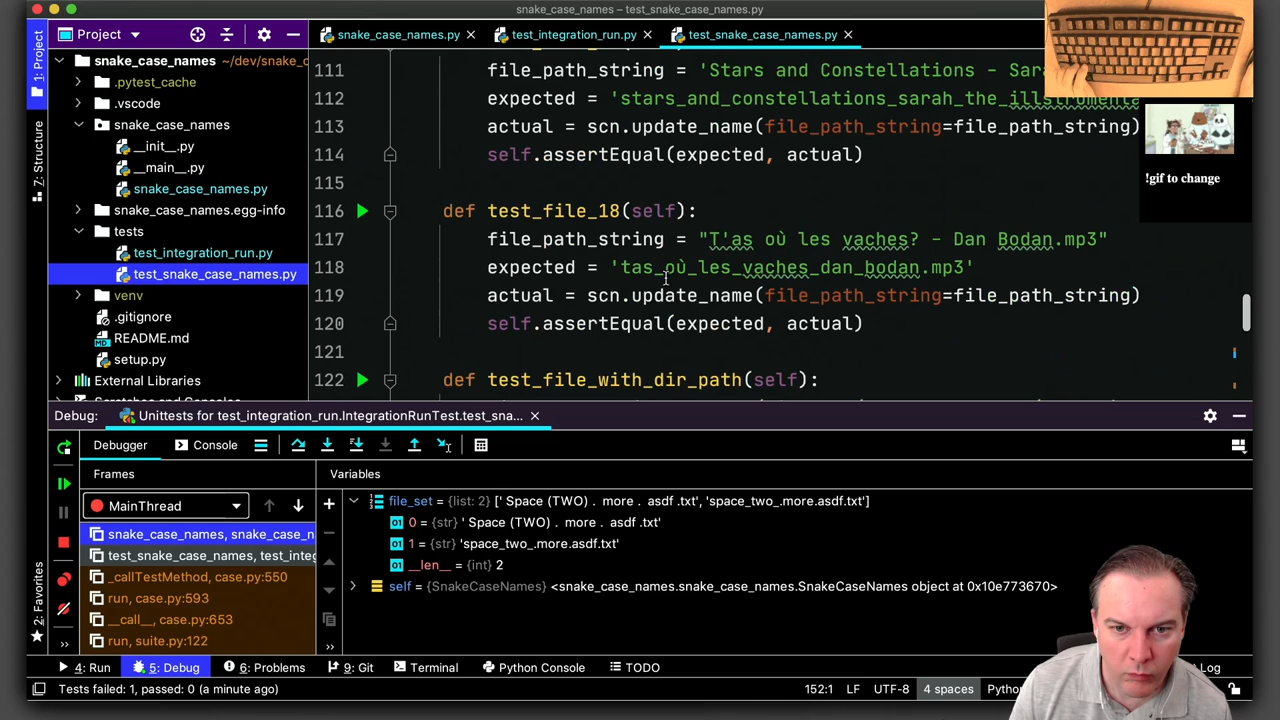 snake_case_names – test_snake_case_names.py
1: Project
Project
snake_case_names.py
test_integration_run.py
test_snake_case_names.py
snake_case_names ~/dev/snake_c
.pytest_cache
.vscode
snake_case_names
__init__.py
__main__.py
snake_case_names.py
snake_case_names.egg-info
tests
test_integration_run.py
test_snake_case_names.py
venv
.gitignore
README.md
setup.py
External Libraries
7: Structure
2: Favorites
111 file_path_string = 'Stars and Constellations - Sara
112 expected = 'stars_and_constellations_sarah_the_illstrumenta
113 actual = scn.update_name(file_path_string=file_path_string)
114 self.assertEqual(expected, actual)
115
116 def test_file_18(self):
117 file_path_string = "T'as où les vaches? - Dan Bodan.mp3"
118 expected = 'tas_où_les_vaches_dan_bodan.mp3'
119 actual = scn.update_name(file_path_string=file_path_string)
120 self.assertEqual(expected, actual)
121
122 def test_file_with_dir_path(self):
!gif to change
Debug: Unittests for test_integration_run.IntegrationRunTest.test_sna...
Debugger Console
Frames Variables
MainThread
snake_case_names, snake_case_n
test_snake_case_names, test_integ
_callTestMethod, case.py:550
run, case.py:593
__call__, case.py:653
run, suite.py:122
file_set = {list: 2} [' Space (TWO) . more . asdf .txt', 'space_two_.more.asdf.txt']
0 = {str} ' Space (TWO) . more . asdf .txt'
1 = {str} 'space_two_.more.asdf.txt'
__len__ = {int} 2
self = {SnakeCaseNames} <snake_case_names.snake_case_names.SnakeCaseNames object at 0x10e773670>
4: Run 5: Debug 6: Problems 9: Git Terminal Python Console TODO Log
Tests failed: 1, passed: 0 (a minute ago) 152:1 LF UTF-8 4 spaces Pytho